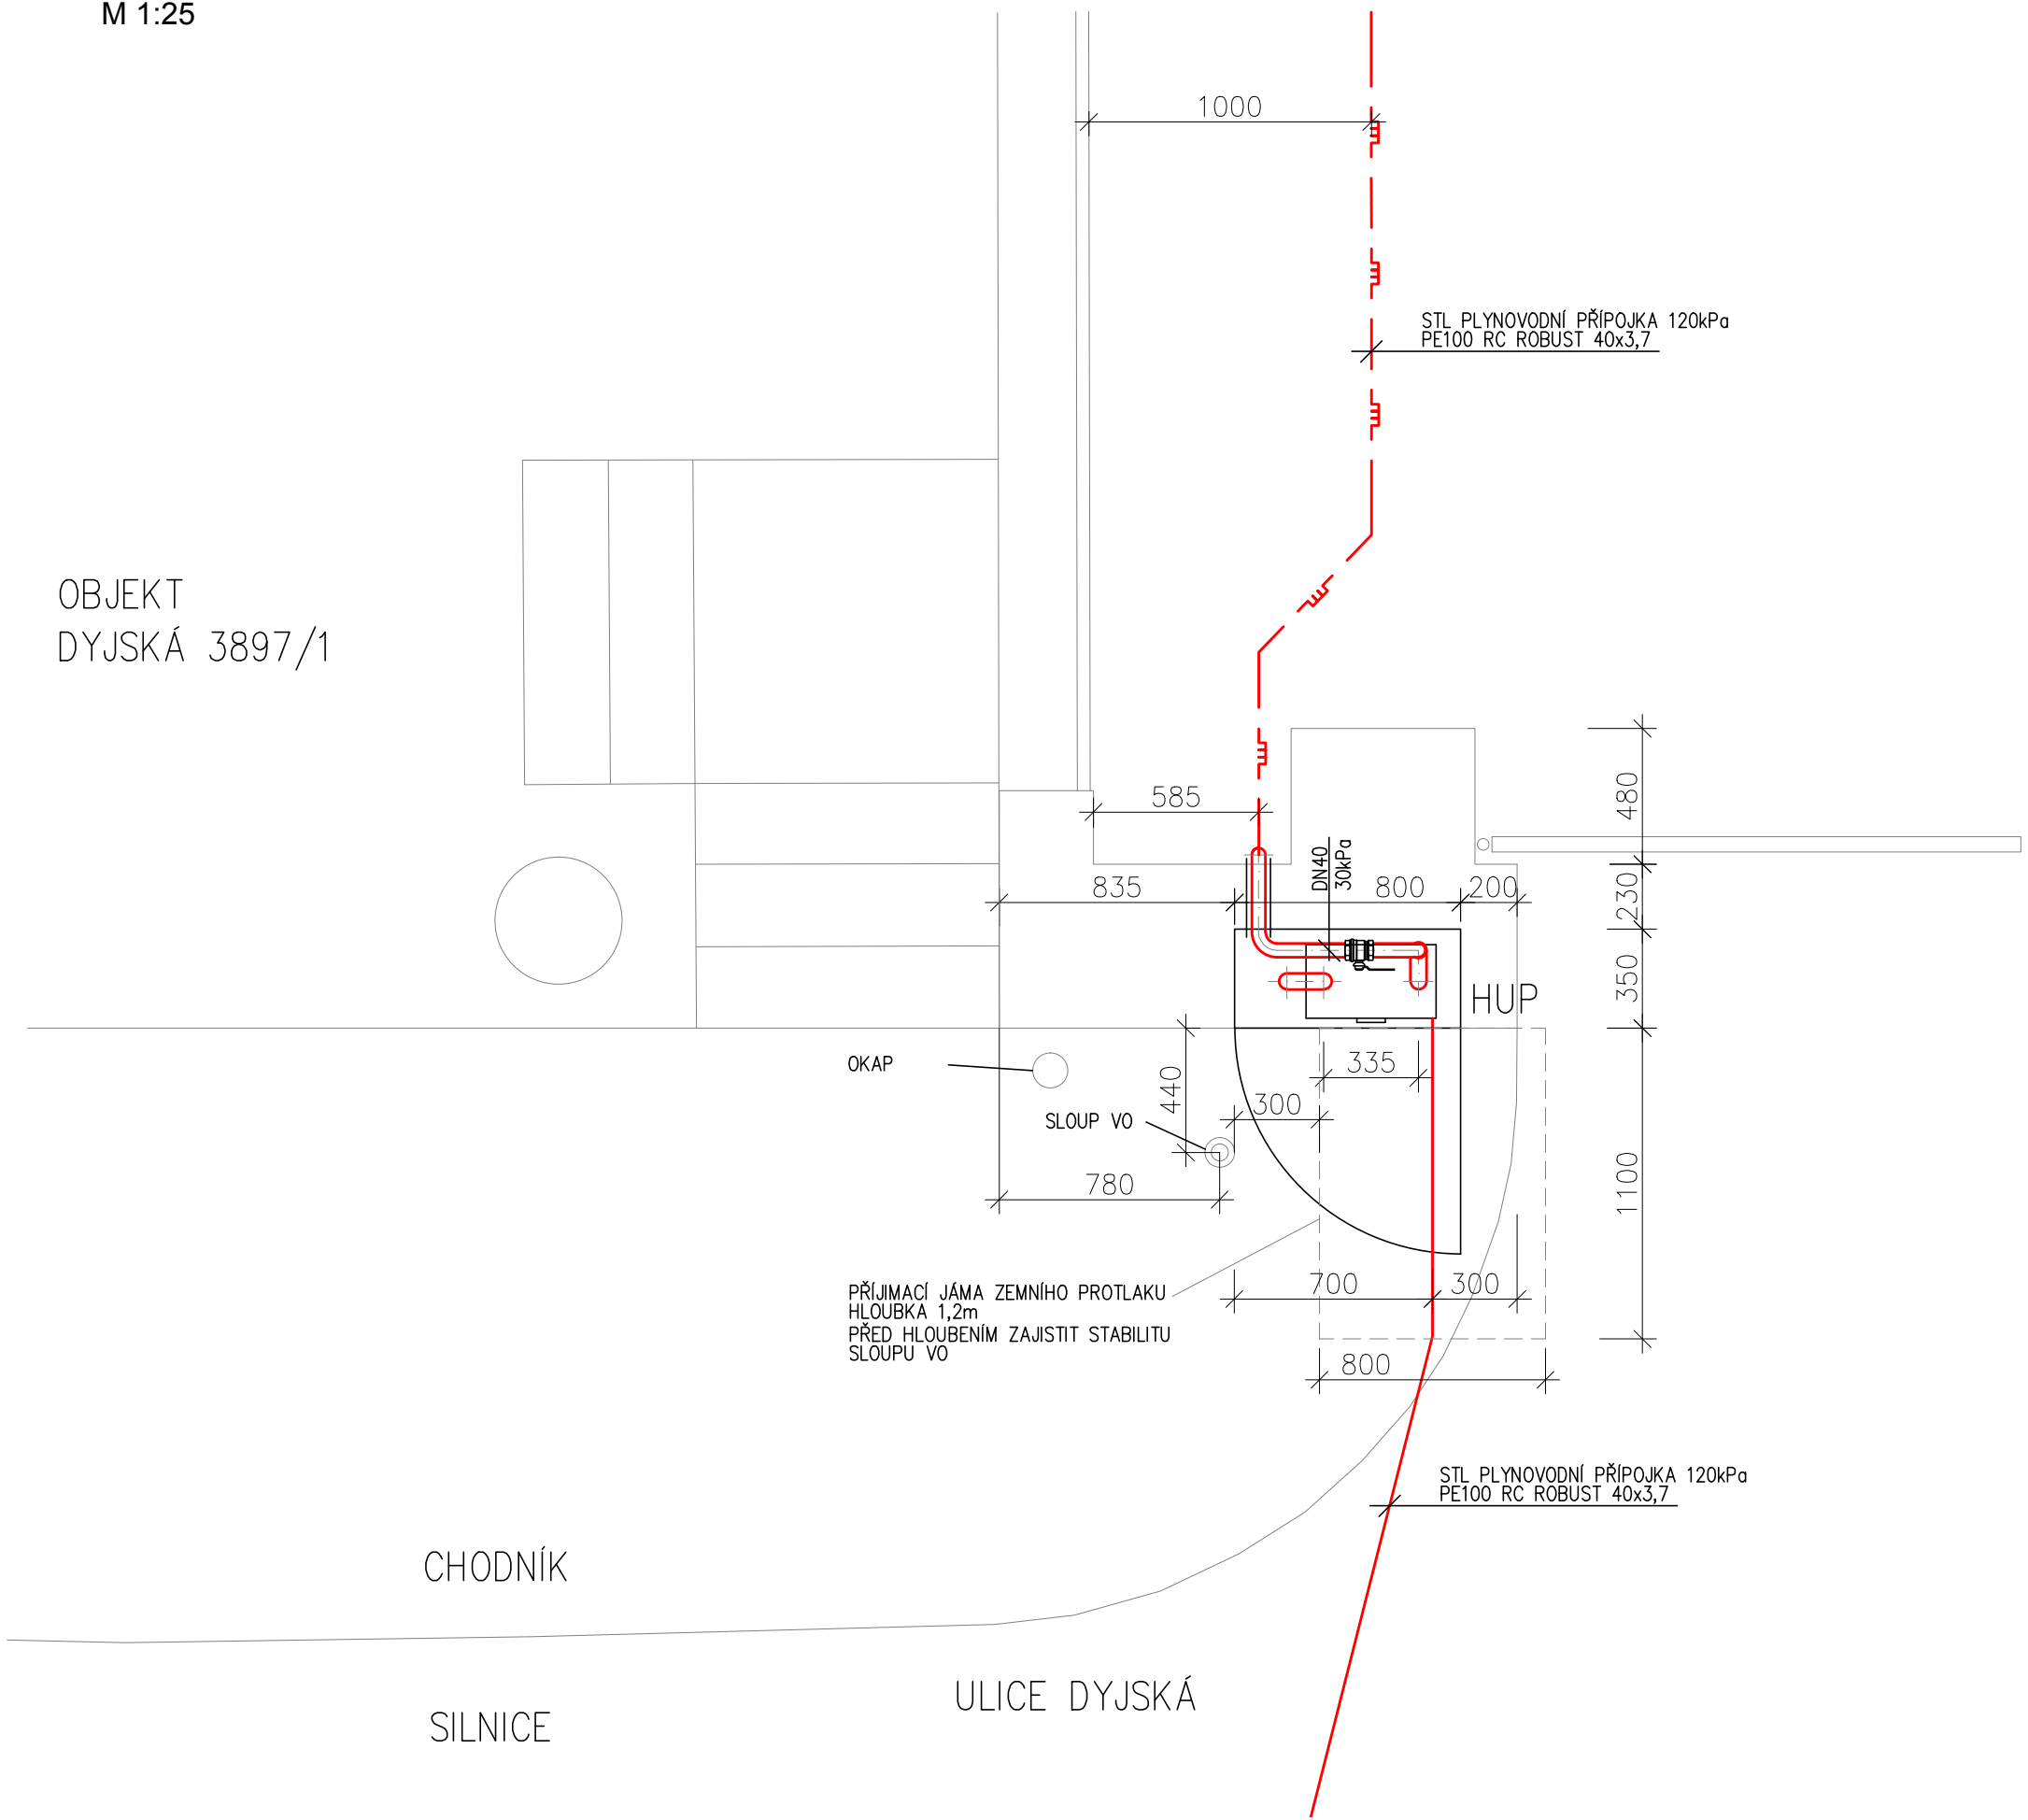 M 1:25
1000
STL PLYNOVODNÍ PŘÍPOJKA 120kPa
PE100 RC ROBUST 40x3,7
OBJEKT
DYJSKÁ 3897/1
480
585
DN40
30kPa
835
800
200
230
350
HUP
OKAP
335
440
300
SLOUP VO
780
1100
PŘÍJIMACÍ JÁMA ZEMNÍHO PROTLAKU
HLOUBKA 1,2m
PŘED HLOUBENÍM ZAJISTIT STABILITU
SLOUPU VO
700
300
800
STL PLYNOVODNÍ PŘÍPOJKA 120kPa
PE100 RC ROBUST 40x3,7
CHODNÍK
ULICE DYJSKÁ
SILNICE